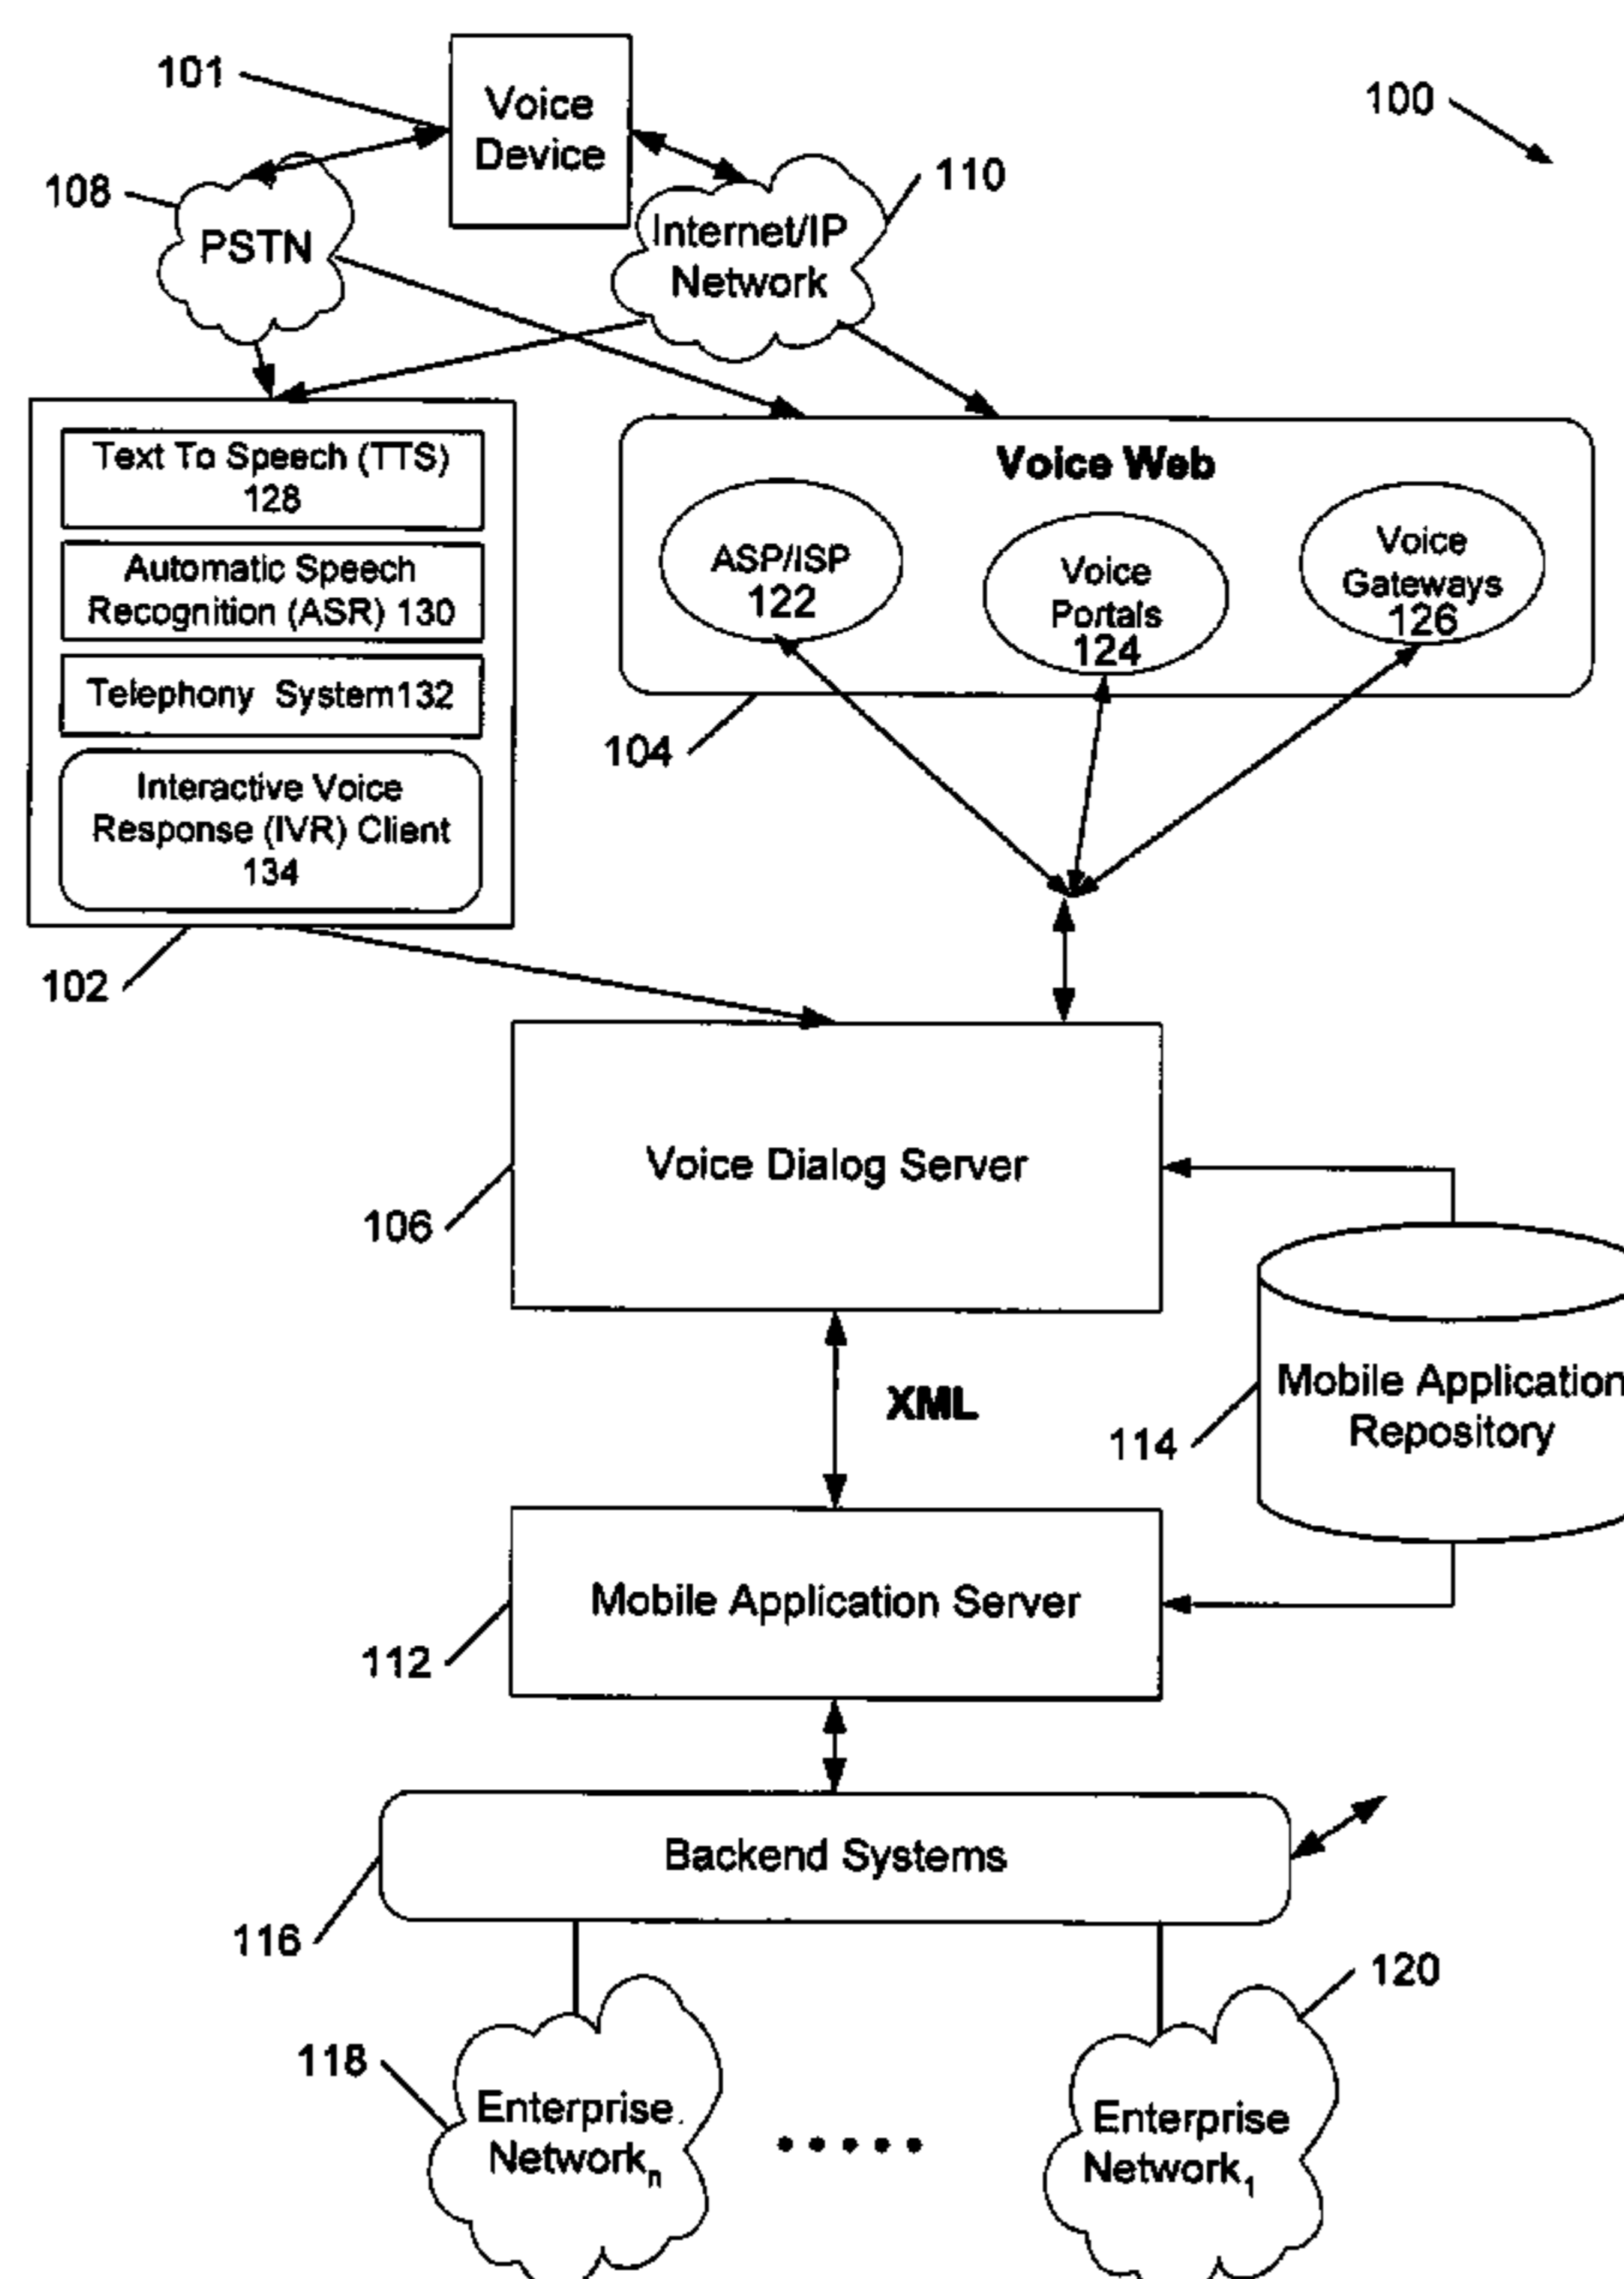 101
Voice
Device
100
108
PSTN
Internet/IP
Network
110
Text To Speech (TTS)
128
Automatic Speech
Recognition (ASR) 130
Telephony System132
Interactive Voice
Response (IVR) Client
134
102
Voice Web
ASP/ISP
122
Voice
Portals
124
Voice
Gateways
126
104
Voice Dialog Server
106
XML
Mobile Application
Repository
114
Mobile Application Server
112
Backend Systems
116
118
Enterprise
Networkn
.....
120
Enterprise
Network1